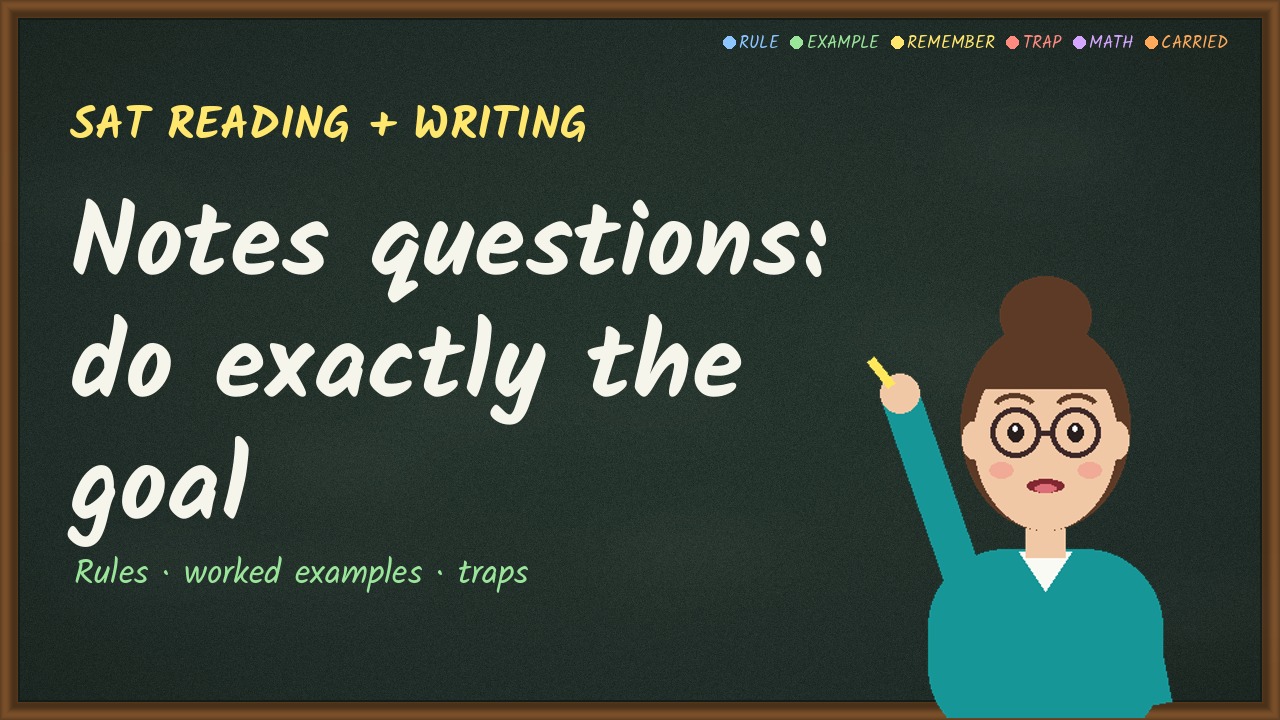 RULE EXAMPLE REMEMBER TRAP MATH CARRIED
SAT READING + WRITING
Notes questions:
do exactly the
goal
Rules · worked examples · traps